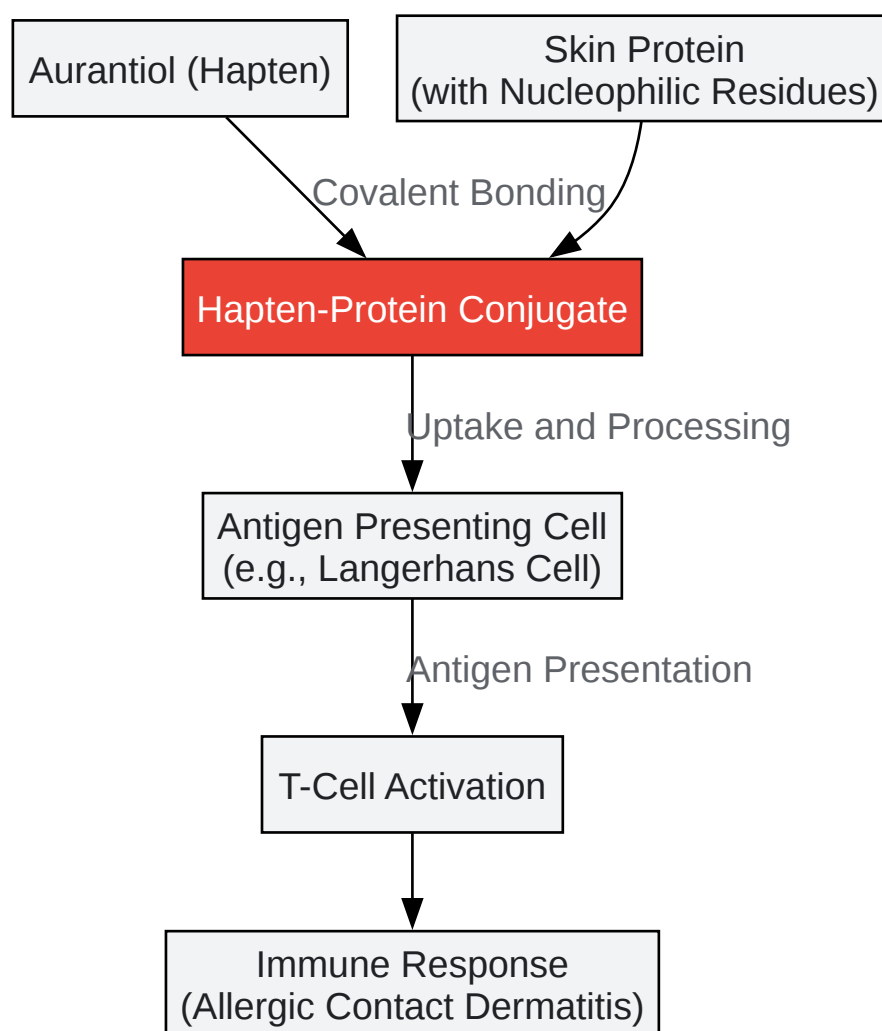 Aurantiol (Hapten)
Skin Protein
(with Nucleophilic Residues)
Covalent Bonding
Hapten-Protein Conjugate
Uptake and Processing
Antigen Presenting Cell
(e.g., Langerhans Cell)
Antigen Presentation
T-Cell Activation
Immune Response
(Allergic Contact Dermatitis)